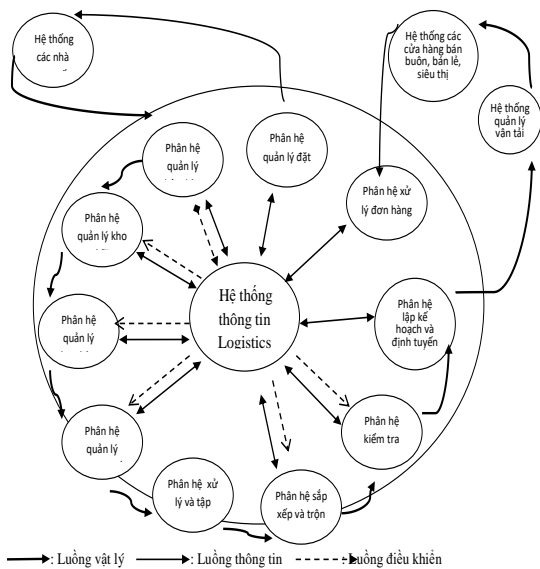 Hệ thống
các nhà
Hệ thống các
cửa hàng bán
buôn, bán lẻ,
siêu thị
Hệ thống
quản lý
vân tải
Phân hệ
quản lý
Phân hệ
quản lý đặt
Phân hệ xử
lý đơn hàng
Phân hệ
quản lý kho
Phân hệ
quản lý
Hệ thống
thông tin
Logistics
Phân hệ
lập kế
hoạch và
định tuyến
Phân hệ
quản lý
Phân hệ
kiểm tra
Phân hệ xử
lý và tập
Phân hệ sắp
xếp và trộn
: Luồng vật lý : Luồng thông tin :Luồng điều khiển